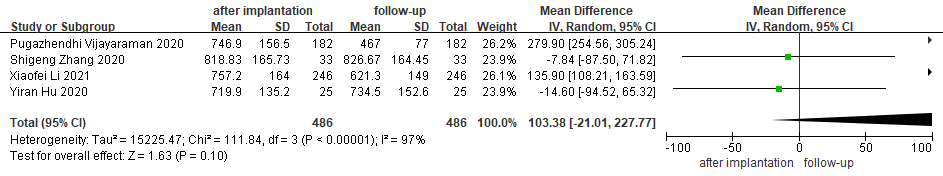 after implantation follow-up Mean Difference Mean Difference
Study or Subgroup Mean SD Total Mean SD Total Weight IV, Random, 95% CI IV, Random, 95% CI
Pugazhendhi Vijayaraman 2020 746.9 156.5 182 467 77 182 26.2% 279.90 [254.56, 305.24]
Shigeng Zhang 2020 818.83 165.73 33 826.67 164.45 33 23.9% -7.84 [-87.50, 71.82]
Xiaofei Li 2021 757.2 164 246 621.3 149 246 26.1% 135.90 [108.21, 163.59]
Yiran Hu 2020 719.9 135.2 25 734.5 152.6 25 23.9% -14.60 [-94.52, 65.32]
Total (95% CI) 486 486 100.0% 103.38 [-21.01, 227.77]
Heterogeneity: Tau² = 15225.47; Chi² = 111.84, df = 3 (P < 0.00001); I² = 97%
Test for overall effect: Z = 1.63 (P = 0.10)
-100 -50 0 50 100
after implantation follow-up